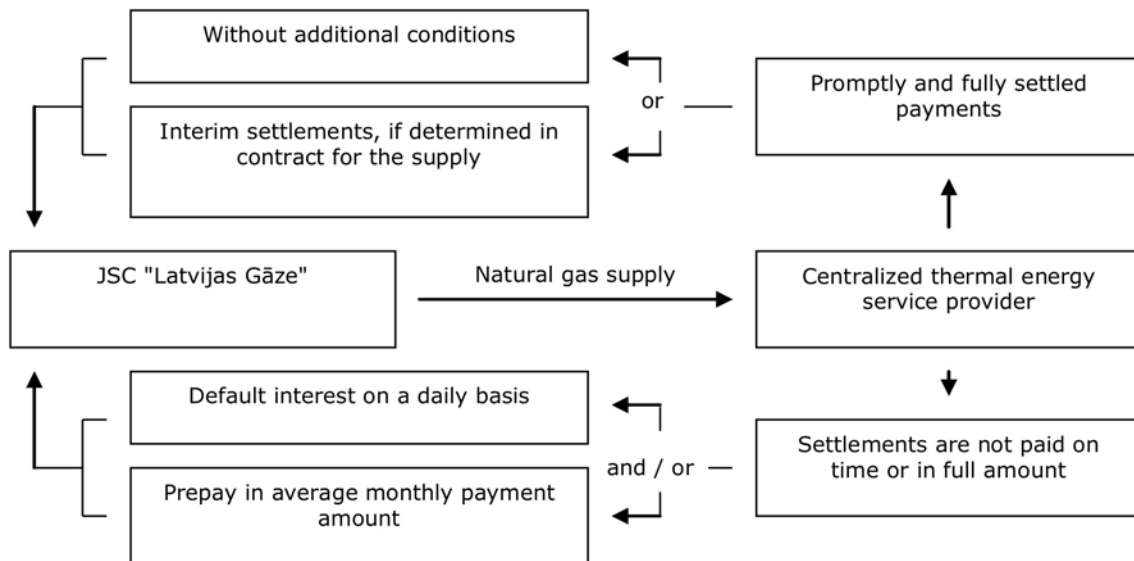 Without additional conditions
Interim settlements, if determined in
contract for the supply
or
Promptly and fully settled
payments
JSC "Latvijas Gāze"
Natural gas supply
Centralized thermal energy
service provider
Default interest on a daily basis
Prepay in average monthly payment
amount
and / or
Settlements are not paid on
time or in full amount